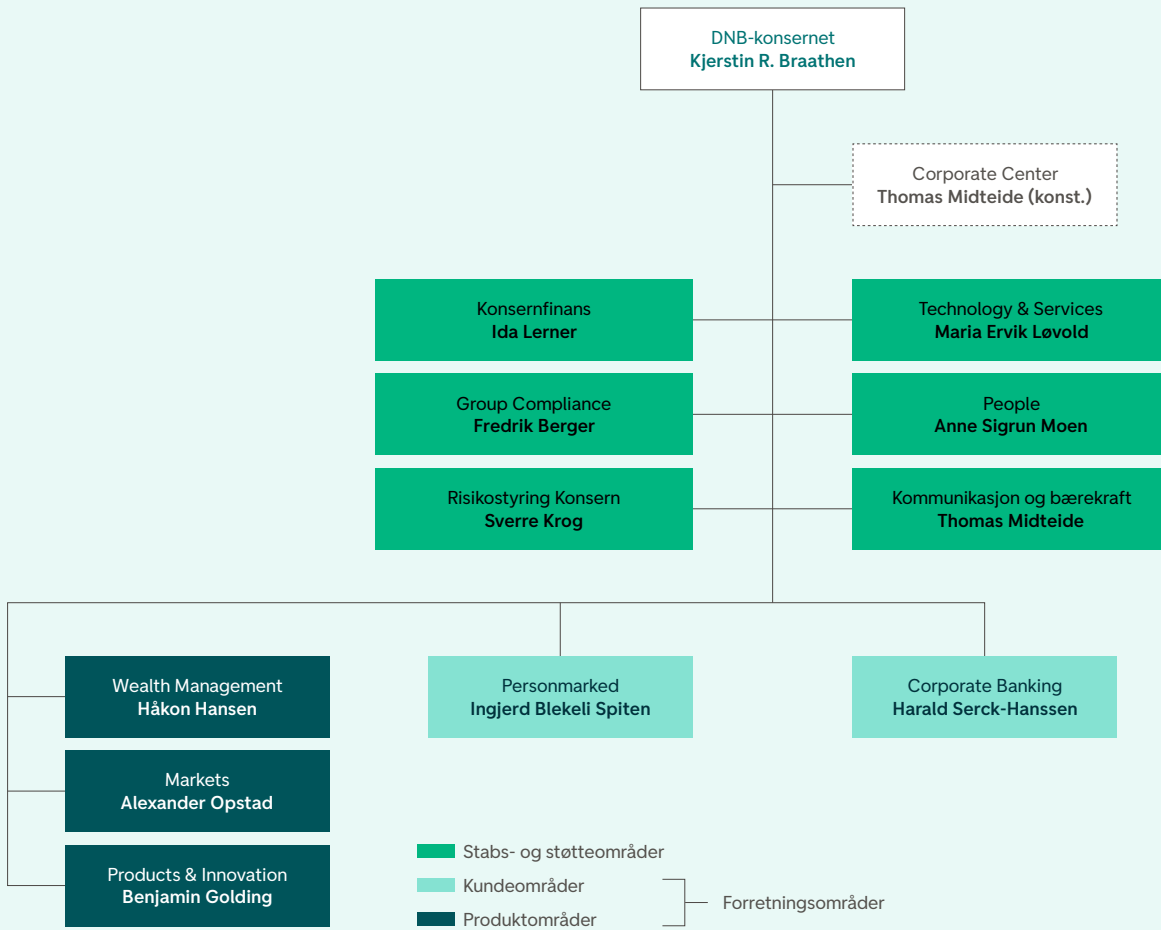 DNB-konsernet
Kjerstin R. Braathen
Corporate Center
Thomas Midteide (konst.)
Konsernfinans
Ida Lerner
Technology & Services
Maria Ervik Løvold
Group Compliance
Fredrik Berger
People
Anne Sigrun Moen
Risikostyring Konsern
Sverre Krog
Kommunikasjon og bærekraft
Thomas Midteide
Wealth Management
Håkon Hansen
Personmarked
Ingjerd Blekeli Spiten
Corporate Banking
Harald Serck-Hanssen
Markets
Alexander Opstad
Products & Innovation
Benjamin Golding
Stabs- og støtteområder
Kundeområder
Produktområder
Forretningsområder